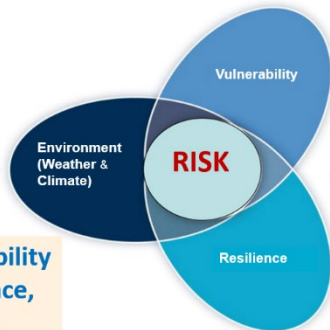 Vulnerability
Environment
(Weather &
Climate)
RISK
Resilience
bility
ce,